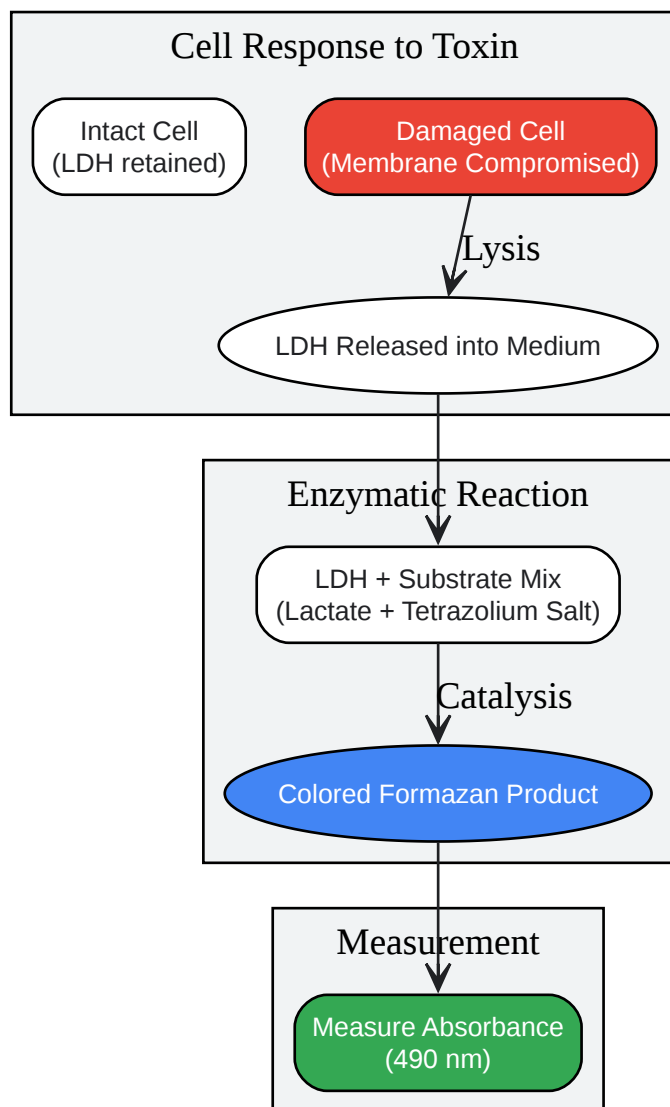 Cell Response to Toxin
Intact Cell
(LDH retained)
Damaged Cell
(Membrane Compromised)
Lysis
LDH Released into Medium
Enzymatic Reaction
LDH + Substrate Mix
(Lactate + Tetrazolium Salt)
Catalysis
Colored Formazan Product
Measurement
Measure Absorbance
(490 nm)